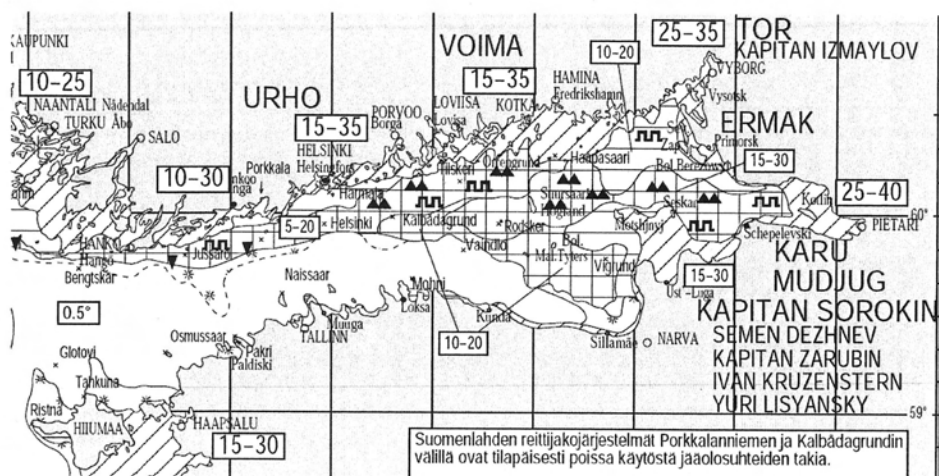 KAUPUNKI
10-25
NAANTALI Nådendal
TURKU Åbo
SALO
URHO
15-35
HELSINKI
Helsingfors
PORVOO
Borgå
LOVIISA
Lovisa
VOIMA
15-35
KOTKA
HAMINA
Fredrikshamn
10-20
25-35
TOR
KAPITAN IZMAYLOV
VYBORG
Vysotsk
ERMAK
Primorsk
15-30
25-40
10-30
Porkkala
Harmaja
Tiiskeri
Orrengrund
Haapasaari
Bol.Berezovyj
Kotlin
60°
PIETARI
5-20
Helsinki
Kalbådagrund
Rodsker
Suursaari
Hogland
Motshjnyj
Seskar
Schepelevskij
HANKO
Hangö
Bengtskär
Jussarö
Vaindlo
Bol.
Mal.Tyters
Vigrund
15-30
Ust-Luga
KARU
MUDJUG
KAPITAN SOROKIN
SEMEN DEZHNEV
KAPITAN ZARUBIN
IVAN KRUZENSTERN
YURI LISYANSKY
Naissaar
Mohni
Loksa
0.5°
Osmussaar
Pakri
Paldiski
TALLINN
Muuga
Kunda
10-20
Sillamäe
NARVA
Glotovi
Tahkuna
Ristna
HIIUMAA
HAAPSALU
15-30
59°
Suomenlahden reittijakojärjestelmät Porkkalanniemen ja Kalbådagrundin
välillä ovat tilapäisesti poissa käytöstä jääolosuhteiden takia.